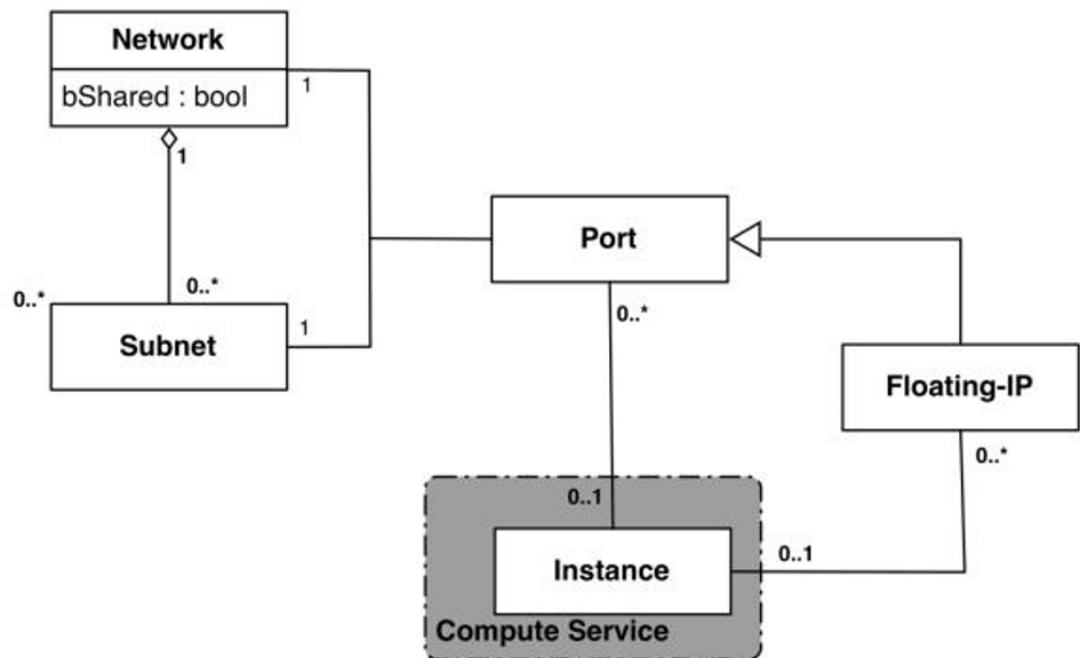 Network
bShared : bool
1
1
0..*
0..*
Subnet
1
Port
0..*
Floating-IP
0..*
0..1
Instance
0..1
Compute Service